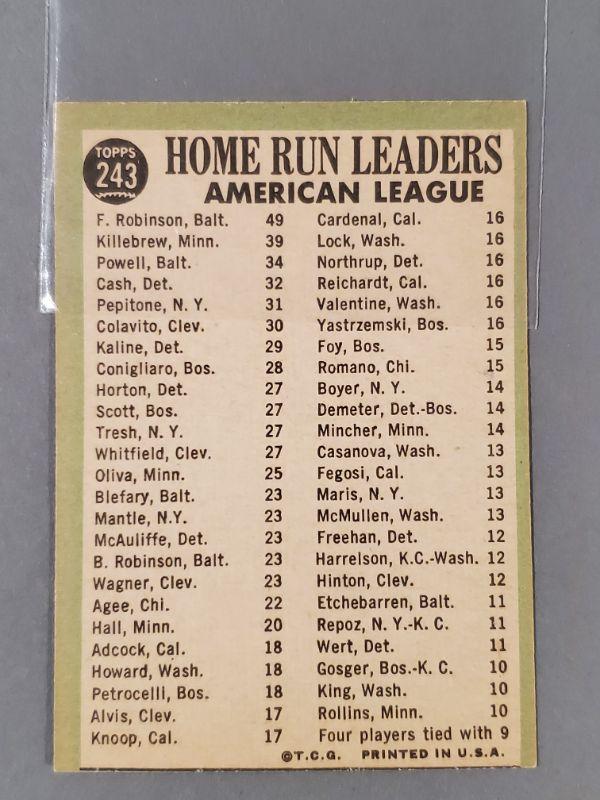 TOPPS
243
HOME RUN LEADERS
AMERICAN LEAGUE
F. Robinson, Balt. 49
Killebrew, Minn. 39
Powell, Balt. 34
Cash, Det. 32
Pepitone, N. Y. 31
Colavito, Clev. 30
Kaline, Det. 29
Conigliaro, Bos. 28
Horton, Det. 27
Scott, Bos. 27
Tresh, N. Y. 27
Whitfield, Clev. 27
Oliva, Minn. 25
Blefary, Balt. 23
Mantle, N.Y. 23
McAuliffe, Det. 23
B. Robinson, Balt. 23
Wagner, Clev. 23
Agee, Chi. 22
Hall, Minn. 20
Adcock, Cal. 18
Howard, Wash. 18
Petrocelli, Bos. 18
Alvis, Clev. 17
Knoop, Cal. 17
Cardenal, Cal. 16
Lock, Wash. 16
Northrup, Det. 16
Reichardt, Cal. 16
Valentine, Wash. 16
Yastrzemski, Bos. 16
Foy, Bos. 15
Romano, Chi. 15
Boyer, N. Y. 14
Demeter, Det.-Bos. 14
Mincher, Minn. 14
Casanova, Wash. 13
Fegosi, Cal. 13
Maris, N. Y. 13
McMullen, Wash. 13
Freehan, Det. 12
Harrelson, K.C.-Wash. 12
Hinton, Clev. 12
Etchebarren, Balt. 11
Repoz, N. Y.-K. C. 11
Wert, Det. 11
Gosger, Bos.-K. C. 10
King, Wash. 10
Rollins, Minn. 10
Four players tied with 9
©T.C.G. PRINTED IN U.S.A.